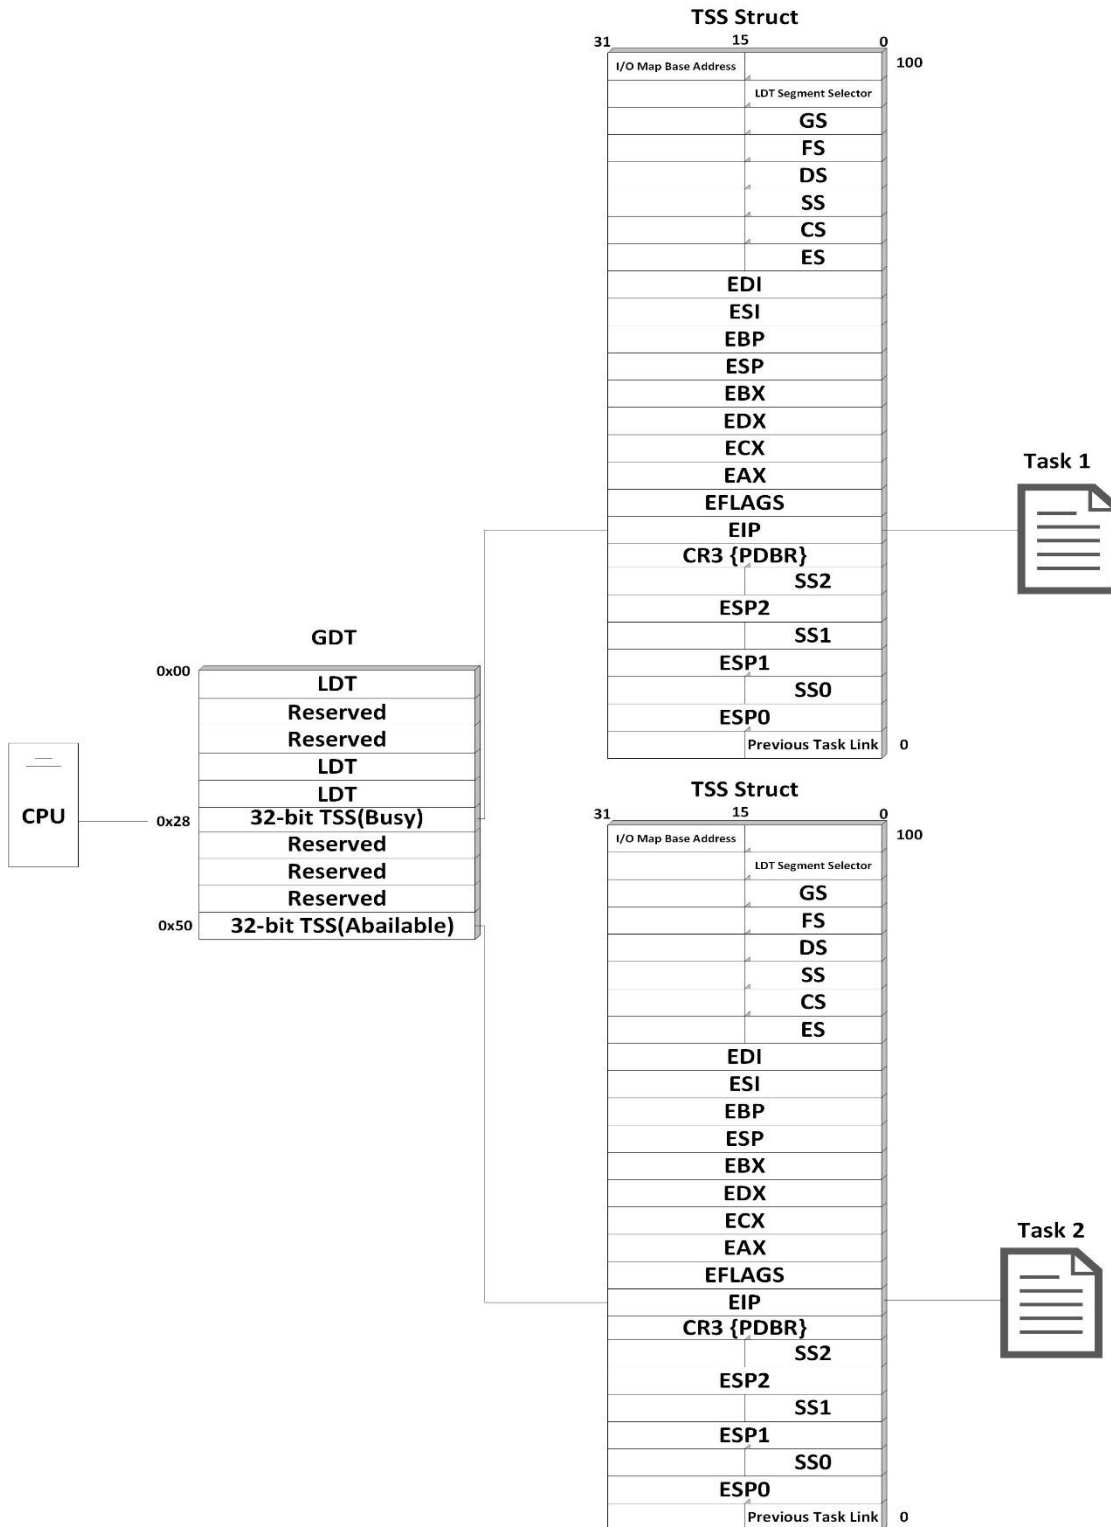 TSS Struct
31 15 0
I/O Map Base Address 100
LDT Segment Selector
GS
FS
DS
SS
CS
ES
EDI
ESI
EBP
ESP
EBX
EDX
ECX
EAX
EFLAGS
EIP
CR3 {PDBR}
SS2
ESP2
SS1
ESP1
SS0
ESP0
Previous Task Link 0
Task 1
GDT
0x00
LDT
Reserved
Reserved
LDT
LDT
CPU
0x28 32-bit TSS(Busy)
Reserved
Reserved
Reserved
0x50 32-bit TSS(Abailable)
TSS Struct
31 15 0
I/O Map Base Address 100
LDT Segment Selector
GS
FS
DS
SS
CS
ES
EDI
ESI
EBP
ESP
EBX
EDX
ECX
EAX
EFLAGS
EIP
CR3 {PDBR}
SS2
ESP2
SS1
ESP1
SS0
ESP0
Previous Task Link 0
Task 2